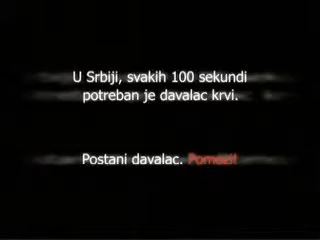 U Srbiji, svakih 100 sekundi
potreban je davalac krvi.
Postani davalac. Pomozi!